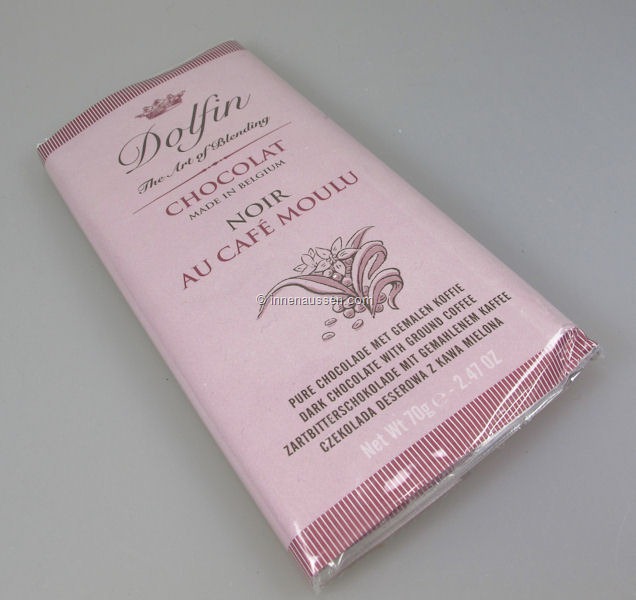 Dolfin
The Art of Blending
CHOCOLAT
MADE IN BELGIUM
NOIR
AU CAFÉ MOULU
© innenaussen.com
PURE CHOCOLADE MET GEMALEN KOFFIE
DARK CHOCOLATE WITH GROUND COFFEE
ZARTBITTERSCHOKOLADE MIT GEMAHLENEM KAFFEE
CZEKOLADA DESEROWA Z KAWA MIELONA
Net Wt 70g ℮ - 2.47 OZ